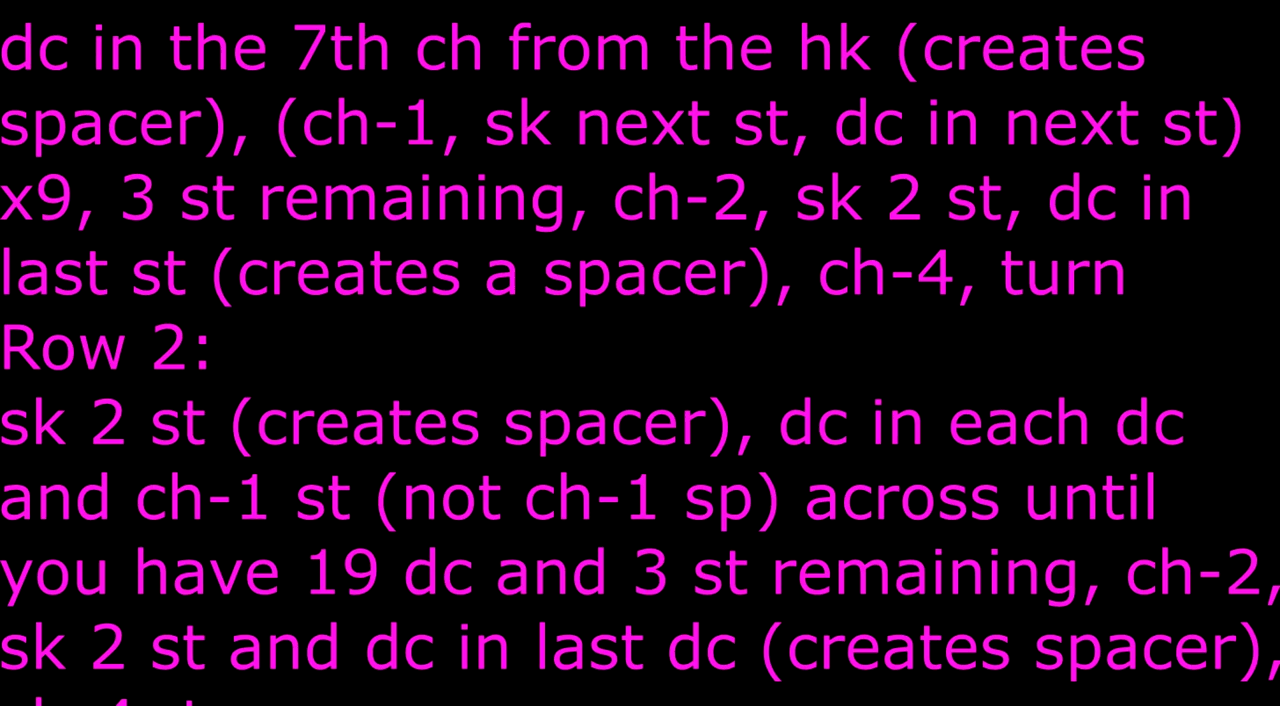 dc in the 7th ch from the hk (creates
spacer), (ch-1, sk next st, dc in next st)
x9, 3 st remaining, ch-2, sk 2 st, dc in
last st (creates a spacer), ch-4, turn
Row 2:
sk 2 st (creates spacer), dc in each dc
and ch-1 st (not ch-1 sp) across until
you have 19 dc and 3 st remaining, ch-2,
sk 2 st and dc in last dc (creates spacer),